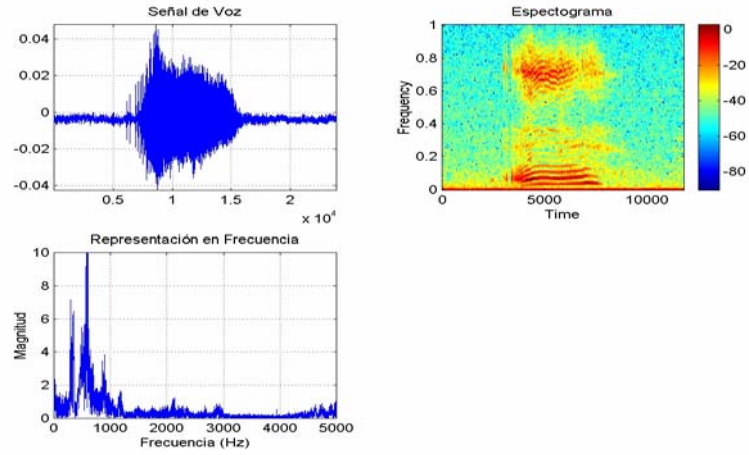 Señal de Voz
0.04
0.02
0
-0.02
-0.04
0.5 1 1.5 2
x 10^4
Espectograma
Frequency
1
0.8
0.6
0.4
0.2
0
0 5000 10000
Time
0
-20
-40
-60
-80
Representación en Frecuencia
Magnitud
10
8
6
4
2
0
0 1000 2000 3000 4000 5000
Frecuencia (Hz)